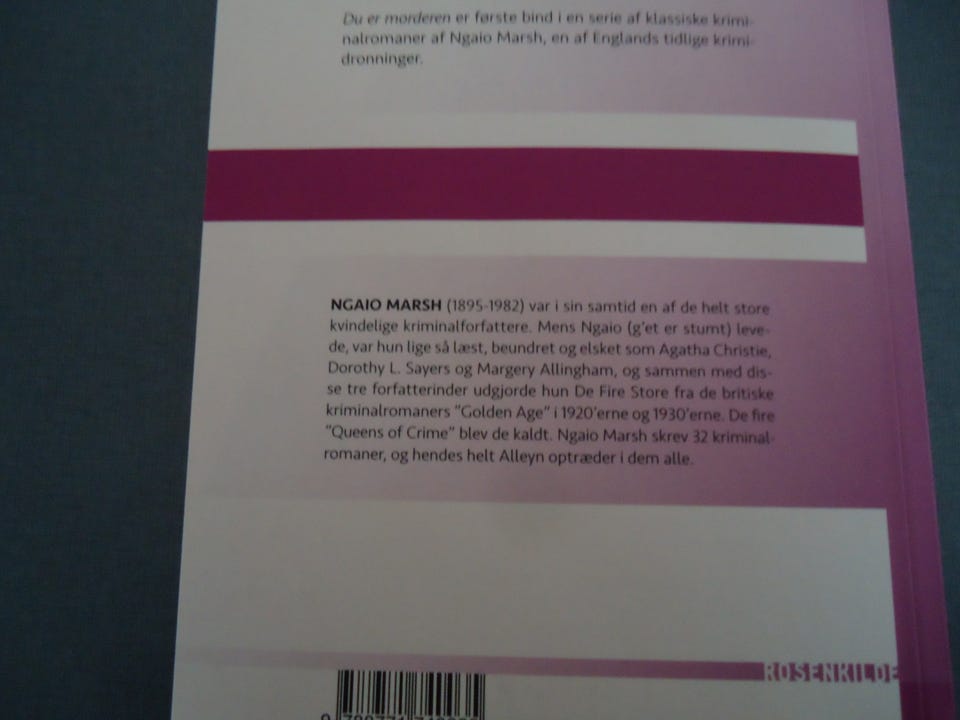 Du er morderen er første bind i en serie af klassiske krimi-
nalromaner af Ngaio Marsh, en af Englands tidlige krimi-
dronninger.
NGAIO MARSH (1895-1982) var i sin samtid en af de helt store
kvindelige kriminalforfattere. Mens Ngaio (g'et er stumt) leve-
de, var hun lige så læst, beundret og elsket som Agatha Christie,
Dorothy L. Sayers og Margery Allingham, og sammen med dis-
se tre forfatterinder udgjorde hun De Fire Store fra de britiske
kriminalromaners "Golden Age" i 1920'erne og 1930'erne. De fire
"Queens of Crime" blev de kaldt. Ngaio Marsh skrev 32 kriminal-
romaner, og hendes helt Alleyn optræder i dem alle.
ROSENKILDE